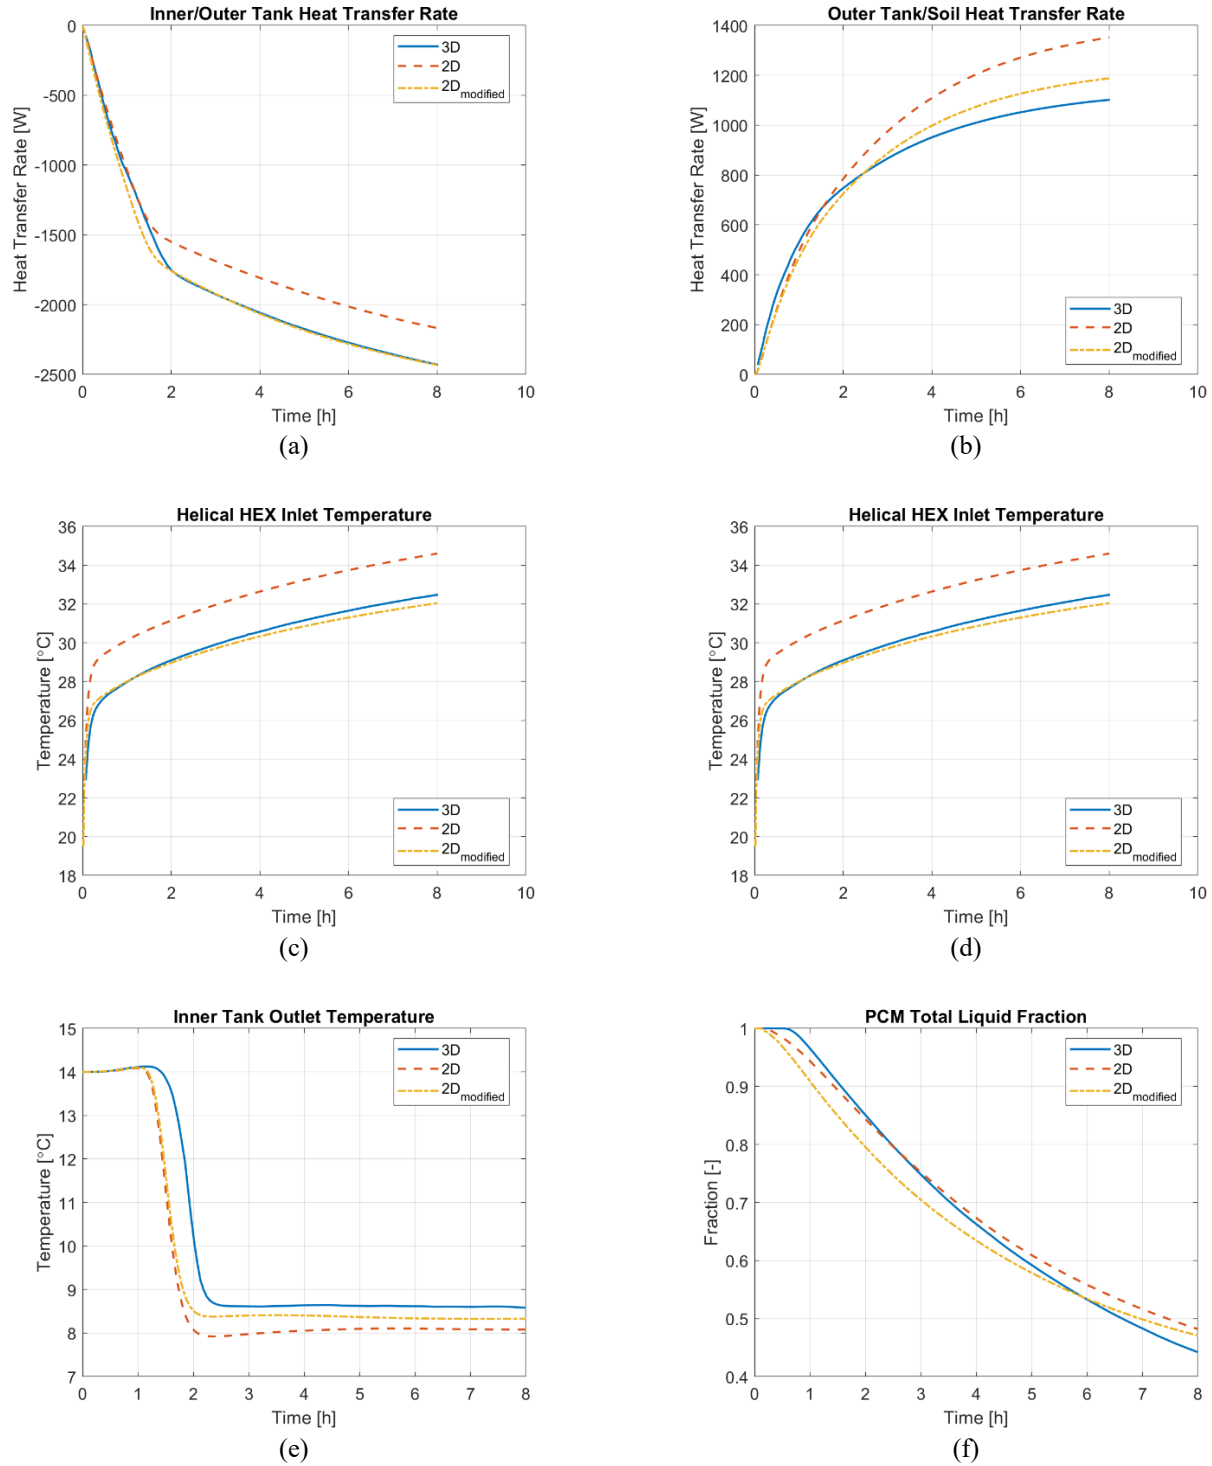 Inner/Outer Tank Heat Transfer Rate
0
-500
-1000
-1500
-2000
-2500
Heat Transfer Rate [W]
0 2 4 6 8 10
Time [h]
3D
2D
2Dmodified
(a)
Outer Tank/Soil Heat Transfer Rate
1400
1200
1000
800
600
400
200
0
Heat Transfer Rate [W]
0 2 4 6 8 10
Time [h]
3D
2D
2Dmodified
(b)
Helical HEX Inlet Temperature
36
34
32
30
28
26
24
22
20
18
Temperature [°C]
0 2 4 6 8 10
Time [h]
3D
2D
2Dmodified
(c)
Helical HEX Inlet Temperature
36
34
32
30
28
26
24
22
20
18
Temperature [°C]
0 2 4 6 8 10
Time [h]
3D
2D
2Dmodified
(d)
Inner Tank Outlet Temperature
15
14
13
12
11
10
9
8
7
Temperature [°C]
0 1 2 3 4 5 6 7 8
Time [h]
3D
2D
2Dmodified
(e)
PCM Total Liquid Fraction
1
0.9
0.8
0.7
0.6
0.5
0.4
Fraction [-]
0 1 2 3 4 5 6 7 8
Time [h]
3D
2D
2Dmodified
(f)